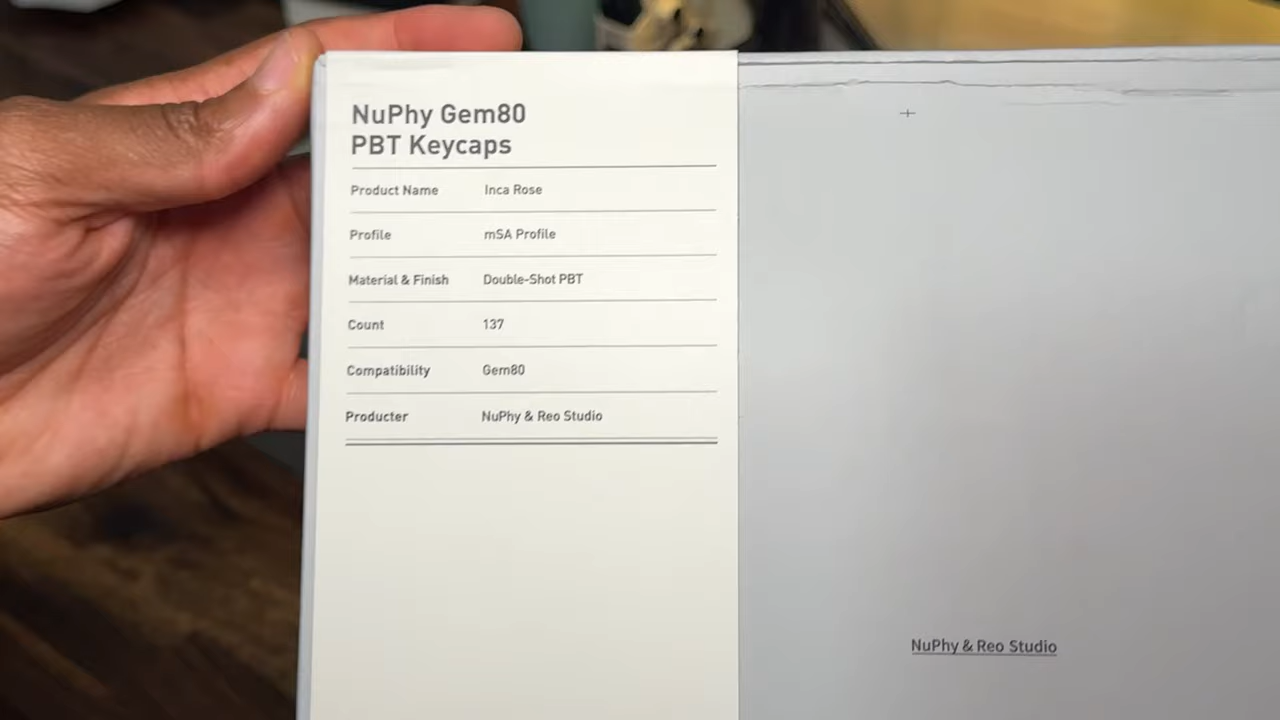 NuPhy Gem80
PBT Keycaps
Product Name Inca Rose
Profile mSA Profile
Material & Finish Double-Shot PBT
Count 137
Compatibility Gem80
Producter NuPhy & Reo Studio
NuPhy & Reo Studio